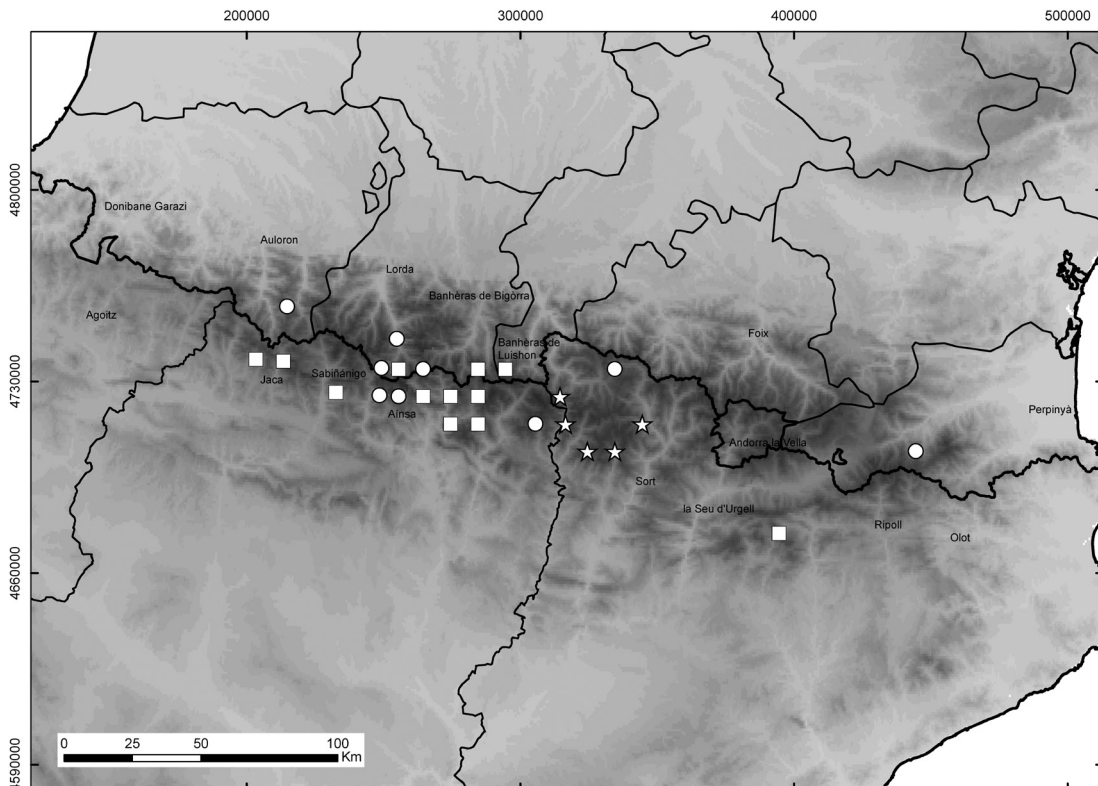 200000
300000
400000
500000
4800000
4730000
4660000
4590000
Donibane Garazi
Auloron
Lorda
Banhèras de Bigòrra
Agoitz
Foix
Banhèras de
Luishon
Jaca
Sabiñánigo
Aínsa
Perpinyà
Andorra la Vella
Sort
la Seu d'Urgell
Ripoll
Olot
0
25
50
100
Km